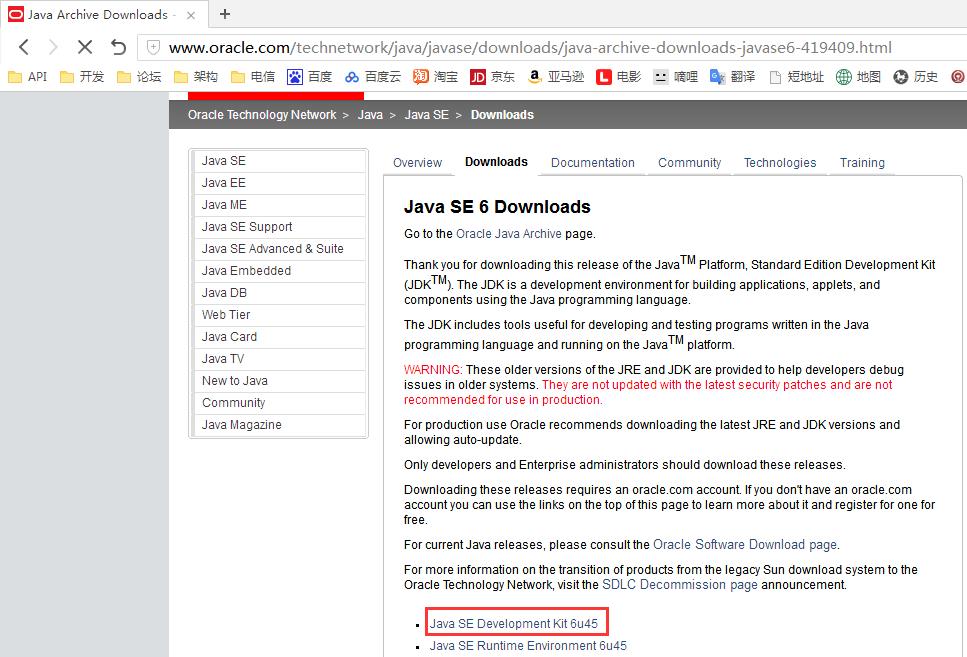 Java Archive Downloads -
www.oracle.com/technetwork/java/javase/downloads/java-archive-downloads-javase6-419409.html
API 开发 论坛 架构 电信 百度 百度云 淘宝 京东 亚马逊 电影 嘀哩 翻译 短地址 地图 历史
Oracle Technology Network > Java > Java SE > Downloads
Java SE
Java EE
Java ME
Java SE Support
Java SE Advanced & Suite
Java Embedded
Java DB
Web Tier
Java Card
Java TV
New to Java
Community
Java Magazine
Overview Downloads Documentation Community Technologies Training
Java SE 6 Downloads
Go to the Oracle Java Archive page.
Thank you for downloading this release of the Java™ Platform, Standard Edition Development Kit
(JDK™). The JDK is a development environment for building applications, applets, and
components using the Java programming language.
The JDK includes tools useful for developing and testing programs written in the Java
programming language and running on the Java™ platform.
WARNING: These older versions of the JRE and JDK are provided to help developers debug
issues in older systems. They are not updated with the latest security patches and are not
recommended for use in production.
For production use Oracle recommends downloading the latest JRE and JDK versions and
allowing auto-update.
Only developers and Enterprise administrators should download these releases.
Downloading these releases requires an oracle.com account. If you don't have an oracle.com
account you can use the links on the top of this page to learn more about it and register for one for
free.
For current Java releases, please consult the Oracle Software Download page.
For more information on the transition of products from the legacy Sun download system to the
Oracle Technology Network, visit the SDLC Decommission page announcement.
Java SE Development Kit 6u45
Java SE Runtime Environment 6u45